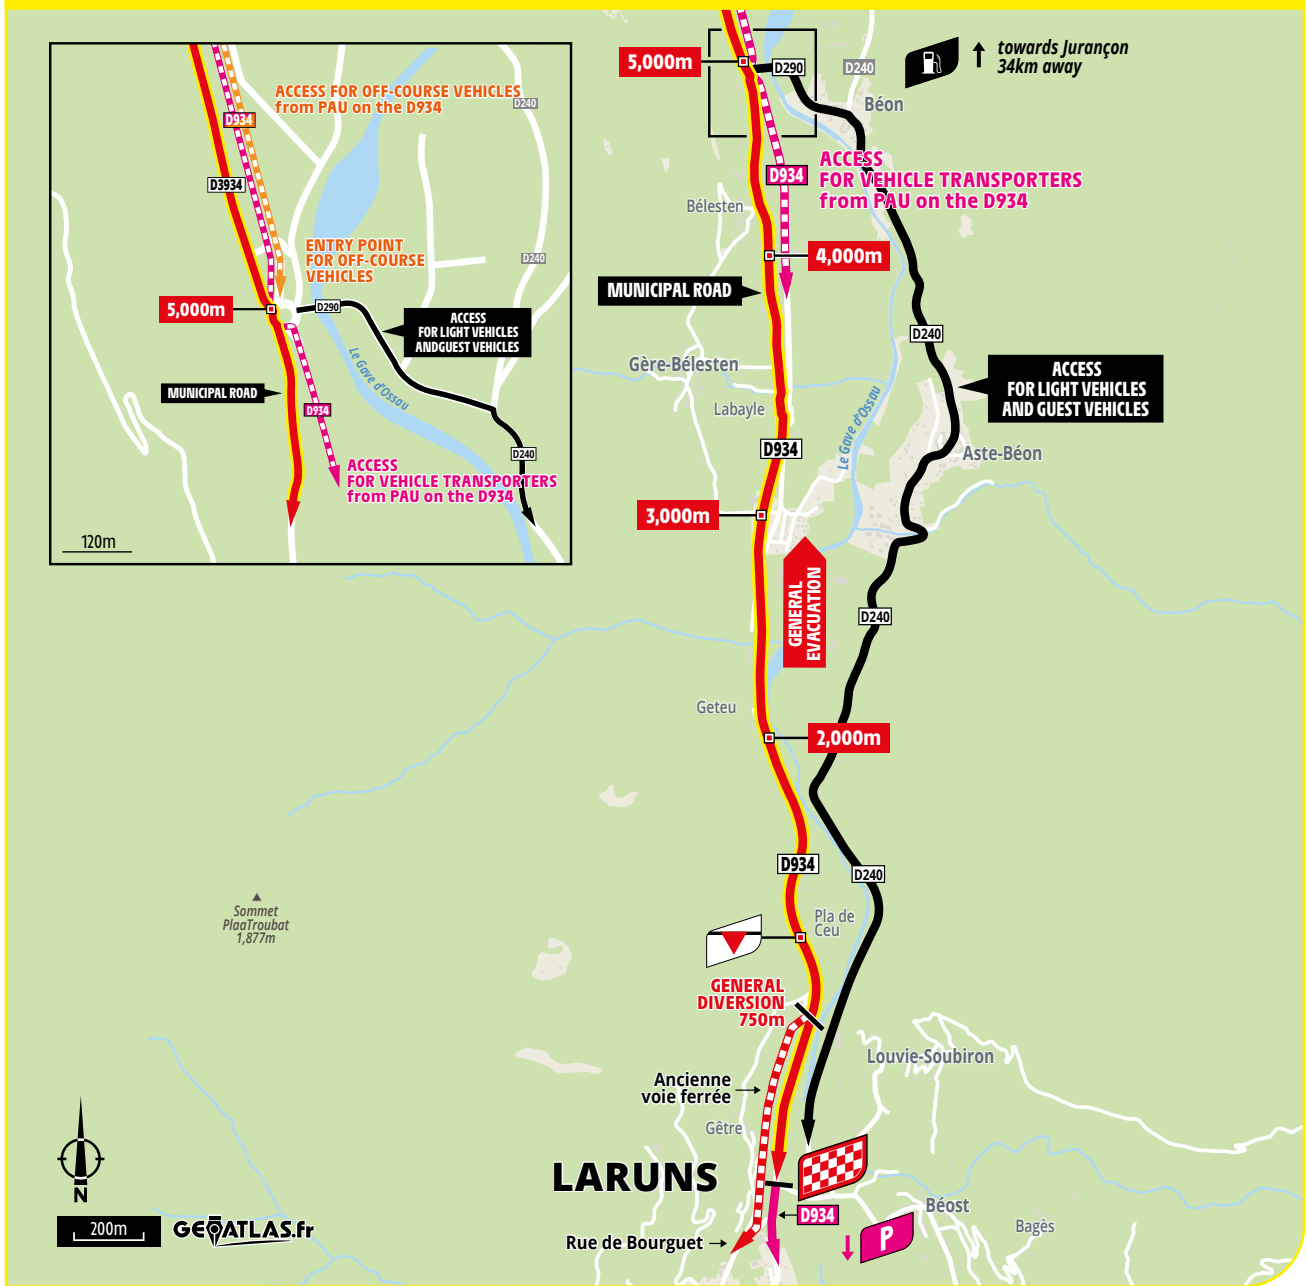 ACCESS FOR OFF-COURSE VEHICLES
from PAU on the D934
D240
D934
D3934
ENTRY POINT
FOR OFF-COURSE
VEHICLES
D240
5,000m
D290
ACCESS
FOR LIGHT VEHICLES
ANDGUEST VEHICLES
Le Gave d'Ossau
MUNICIPAL ROAD
D934
D240
ACCESS
FOR VEHICLE TRANSPORTERS
from PAU on the D934
120m
5,000m
D290
D240
towards Jurançon
34km away
Béon
ACCESS
FOR VEHICLE TRANSPORTERS
from PAU on the D934
D934
Bélesten
4,000m
MUNICIPAL ROAD
D240
Gère-Bélesten
ACCESS
FOR LIGHT VEHICLES
AND GUEST VEHICLES
Labayle
Le Gave d'Ossau
D934
Aste-Béon
3,000m
GENERAL
EVACUATION
D240
Geteu
2,000m
D934
D240
Sommet
PlaaTroubat
1,877m
Pla de
Ceu
GENERAL
DIVERSION
750m
Louvie-Soubiron
Ancienne
voie ferrée
Gêtre
LARUNS
N
D934
Béost
Bagès
P
200m
GEOATLAS.fr
Rue de Bourguet